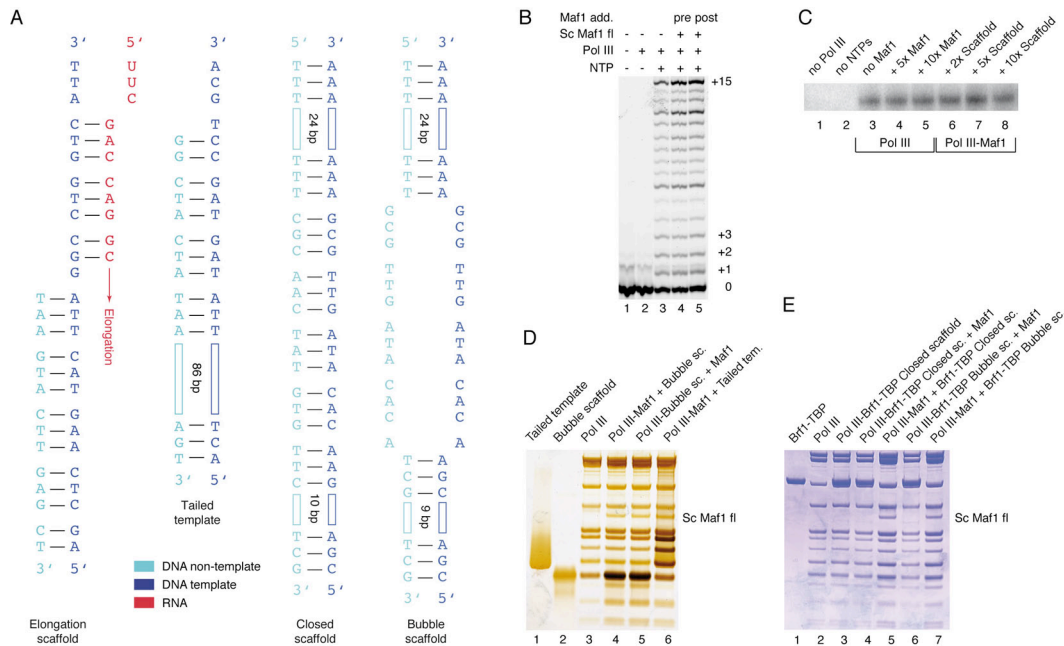 A
3‘
T
T
A
C
T
G
G
T
C
C
G
G
A
T
T
C
A
T
G
A
A
C
T
C
G
A
5‘
5‘
U
U
C
G
A
C
C
A
G
G
C
Elongation
T
A
A
G
T
A
C
T
T
G
A
G
C
T
3‘
Elongation
scaffold
G
G
C
T
A
C
T
A
T
A
A
86 bp
A
G
T
3‘
3‘
A
C
G
T
C
C
G
A
T
G
A
T
A
T
T
T
C
A
5‘
Tailed
template
DNA non-template
DNA template
RNA
5‘
T
T
T
24 bp
T
T
T
C
G
C
A
A
C
T
A
T
G
T
G
T
T
T
C
10 bp
T
C
G
3‘
3‘
A
A
A
A
A
A
G
C
G
T
T
G
A
T
A
C
A
C
A
A
A
G
A
G
C
5‘
Closed
scaffold
5‘
T
T
T
24 bp
T
T
T
G
C
G
T
T
G
A
T
A
C
A
C
A
T
C
G
9 bp
T
C
G
3‘
3‘
A
A
A
A
A
A
G
C
G
T
T
G
A
T
A
C
A
C
A
A
G
C
A
G
C
5‘
Bubble
scaffold
B
Maf1 add. pre post
Sc Maf1 fl - - - + +
Pol III - + + + +
NTP - - + + +
+15
+3
+2
+1
0
1 2 3 4 5
C
no Pol III
no NTPs
no Maf1
+ 5x Maf1
+ 10x Maf1
+ 2x Scaffold
+ 5x Scaffold
+ 10x Scaffold
1 2 3 4 5 6 7 8
Pol III Pol III-Maf1
D
Tailed template
Bubble scaffold
Pol III
Pol III-Maf1 + Bubble sc.
Pol III-Bubble sc. + Maf1
Pol III-Maf1 + Tailed tem.
Sc Maf1 fl
1 2 3 4 5 6
E
Brf1-TBP
Pol III
Pol III-Brf1-TBP Closed scaffold
Pol III-Brf1-TBP Closed sc. + Maf1
Pol III-Maf1 + Brf1-TBP Closed sc.
Pol III-Brf1-TBP Bubble sc. + Maf1
Pol III-Maf1 + Brf1-TBP Bubble sc.
Sc Maf1 fl
1 2 3 4 5 6 7